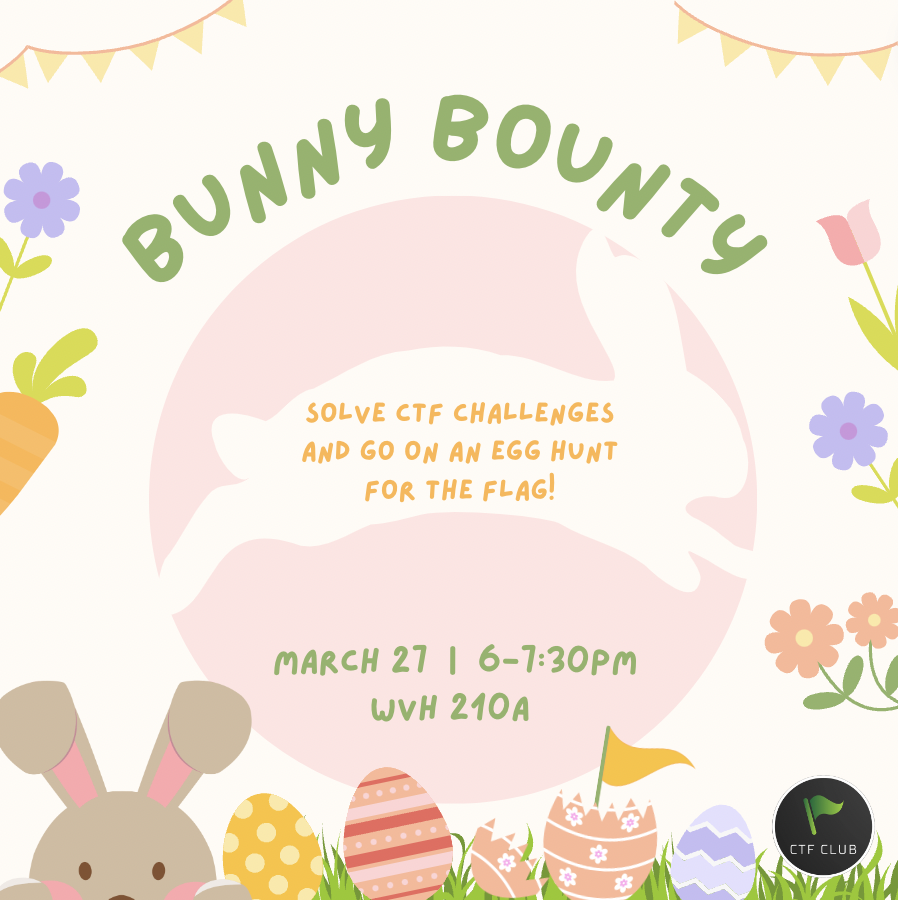 BUNNY BOUNTY
SOLVE CTF CHALLENGES
AND GO ON AN EGG HUNT
FOR THE FLAG!
MARCH 27 | 6-7:30PM
WVH 210A
CTF CLUB